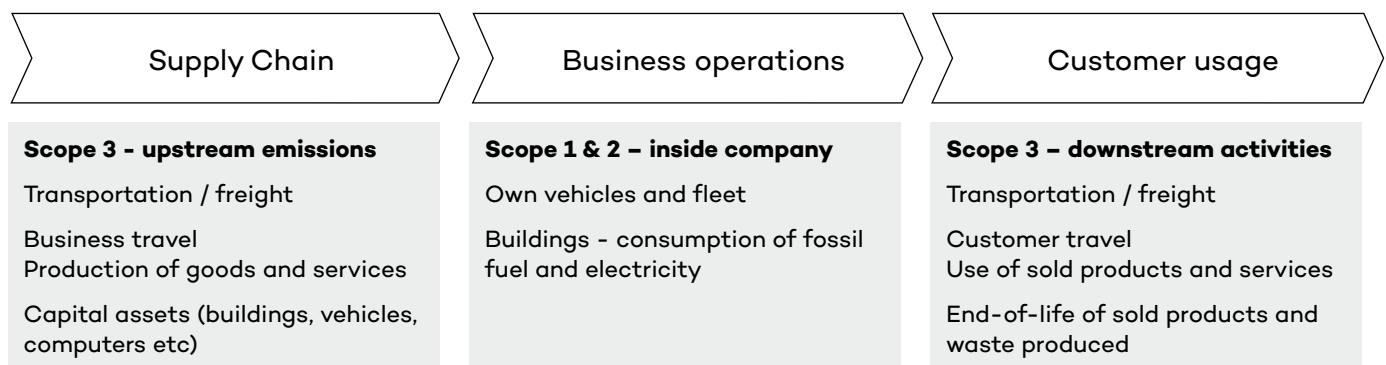 Supply Chain
Business operations
Customer usage
Scope 3 - upstream emissions
Transportation / freight
Business travel
Production of goods and services
Capital assets (buildings, vehicles,
computers etc)
Scope 1 & 2 – inside company
Own vehicles and fleet
Buildings - consumption of fossil
fuel and electricity
Scope 3 – downstream activities
Transportation / freight
Customer travel
Use of sold products and services
End-of-life of sold products and
waste produced